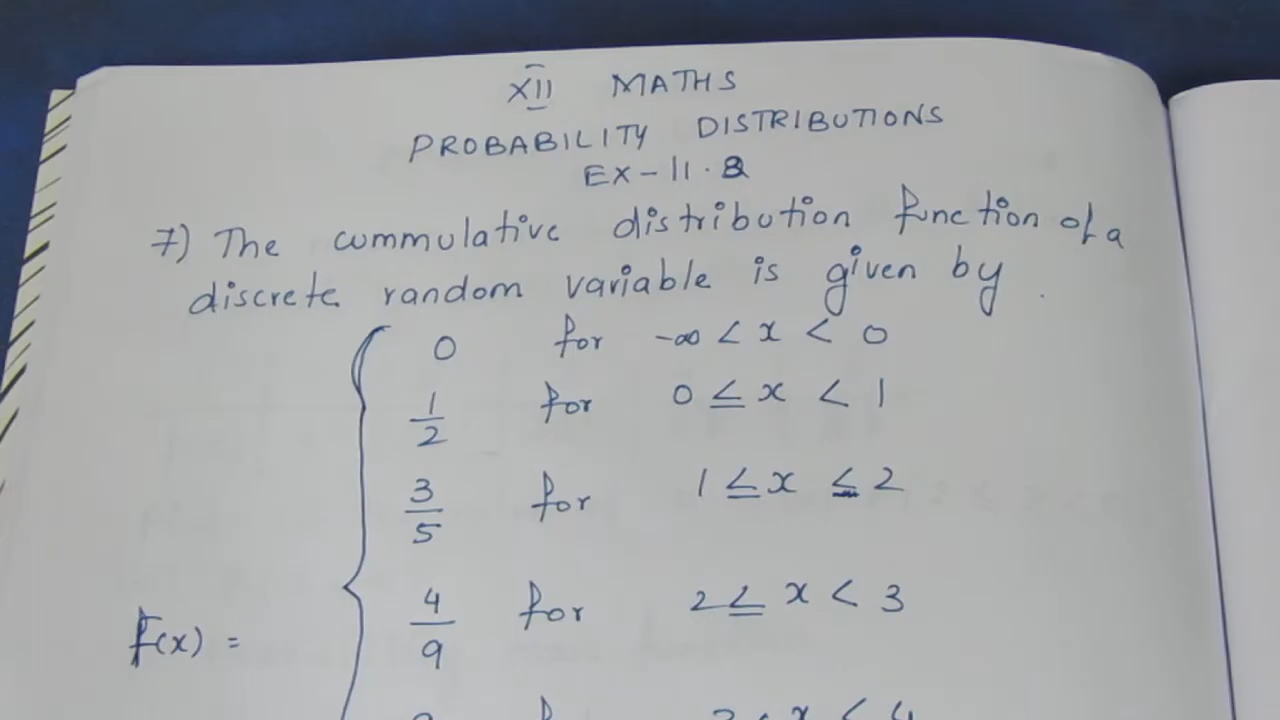 XII MATHS
PROBABILITY DISTRIBUTIONS
EX-11.2
7) The cummulative distribution function of a
discrete random variable is given by.
0 for -∞ < x < 0
1/2 for 0 ≤ x < 1
3/5 for 1 ≤ x ≤ 2
4/9 for 2 ≤ x < 3
F(x) =
x < 4